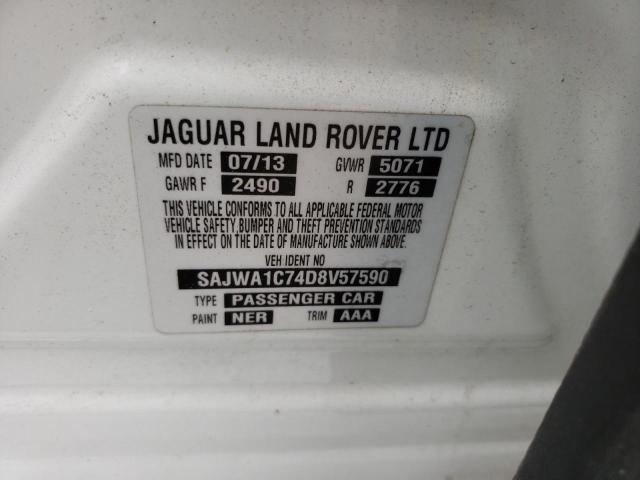 JAGUAR LAND ROVER LTD
MFD DATE 07/13 GVWR 5071
GAWR F 2490 R 2776
THIS VEHICLE CONFORMS TO ALL APPLICABLE FEDERAL MOTOR
VEHICLE SAFETY, BUMPER AND THEFT PREVENTION STANDARDS
IN EFFECT ON THE DATE OF MANUFACTURE SHOWN ABOVE.
VEH IDENT NO
SAJWA1C74D8V57590
TYPE PASSENGER CAR
PAINT NER TRIM AAA